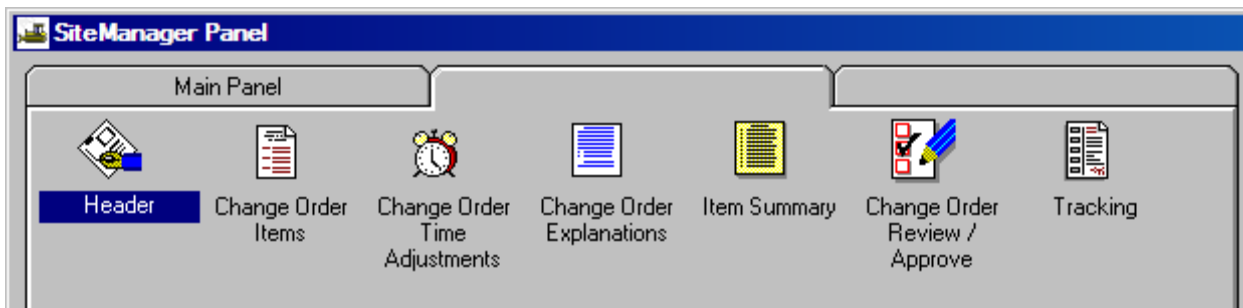 SiteManager Panel
Main Panel
Header
Change Order
Items
Change Order
Time
Adjustments
Change Order
Explanations
Item Summary
Change Order
Review /
Approve
Tracking